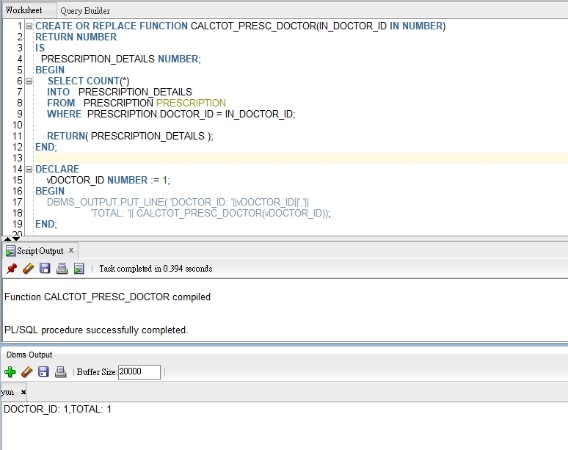 Worksheet Query Builder
1 CREATE OR REPLACE FUNCTION CALCTOT_PRESC_DOCTOR(IN_DOCTOR_ID IN NUMBER)
2 RETURN NUMBER
3 IS
4 PRESCRIPTION_DETAILS NUMBER;
5 BEGIN
6 SELECT COUNT(*)
7 INTO PRESCRIPTION_DETAILS
8 FROM PRESCRIPTION PRESCRIPTION
9 WHERE PRESCRIPTION.DOCTOR_ID = IN_DOCTOR_ID;
10
11 RETURN( PRESCRIPTION_DETAILS );
12 END;
13
14 DECLARE
15 vDOCTOR_ID NUMBER := 1;
16 BEGIN
17 DBMS_OUTPUT.PUT_LINE( 'DOCTOR_ID: '||vDOCTOR_ID||','||
18 'TOTAL: '|| CALCTOT_PRESC_DOCTOR(vDOCTOR_ID));
19 END;
Script Output x
Task completed in 0.394 seconds
Function CALCTOT_PRESC_DOCTOR compiled
PL/SQL procedure successfully completed.
Dbms Output
Buffer Size: 20000
yun x
DOCTOR_ID: 1,TOTAL: 1